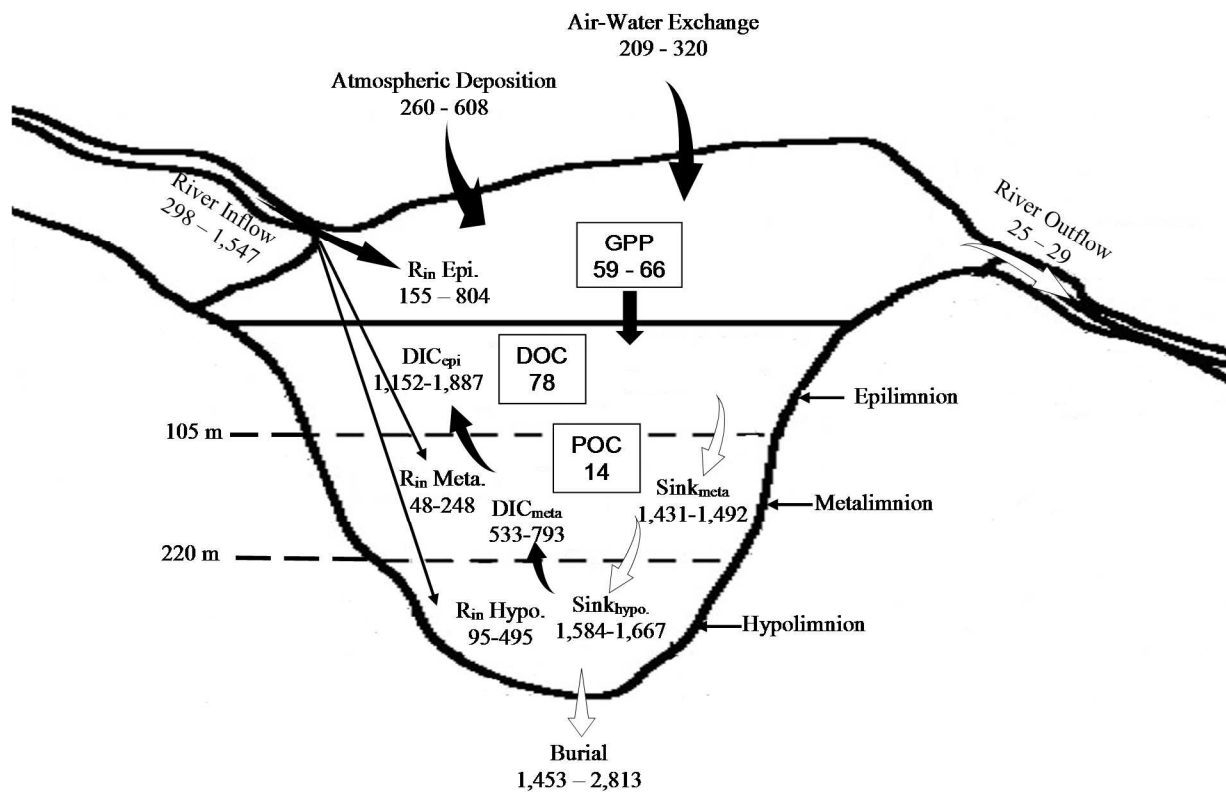 Air-Water Exchange
209 - 320
Atmospheric Deposition
260 - 608
River Inflow
298 – 1,547
River Outflow
25 – 29
GPP
59 - 66
Rin Epi.
155 – 804
DICepi
1,152-1,887
DOC
78
Epilimnion
105 m
POC
14
Rin Meta.
48-248
Sinkmeta
1,431-1,492
Metalimnion
DICmeta
533-793
220 m
Rin Hypo.
95-495
Sinkhypo.
1,584-1,667
Hypolimnion
Burial
1,453 – 2,813